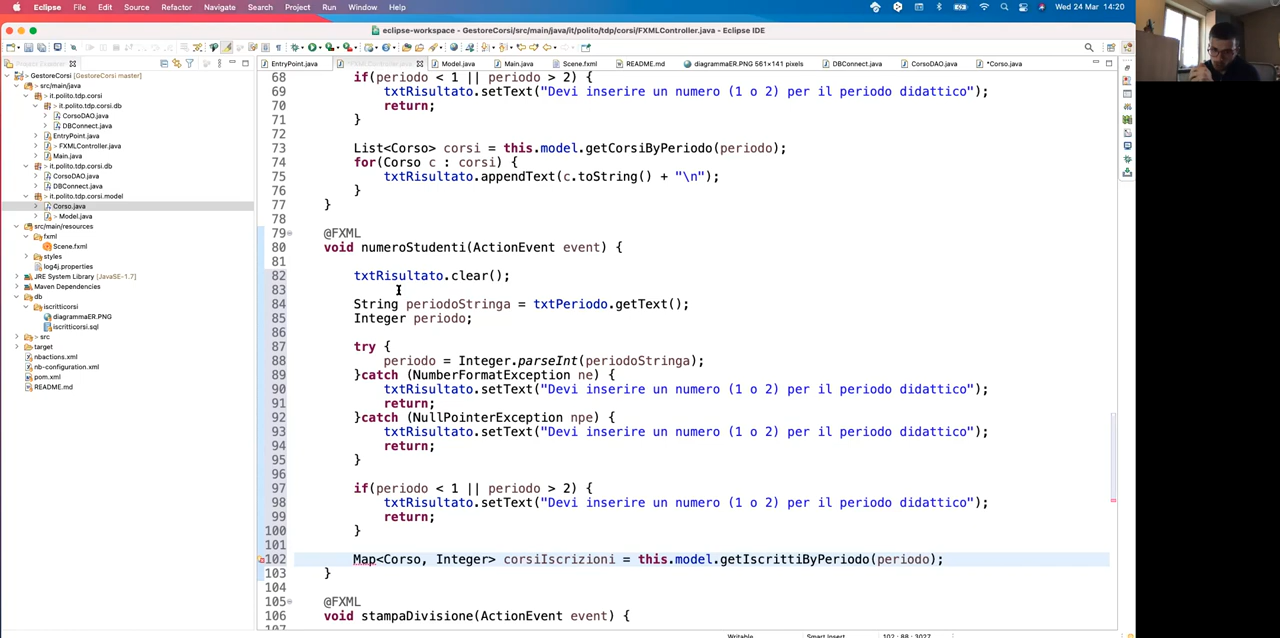 Eclipse File Edit Source Refactor Navigate Search Project Run Window Help Wed 24 Mar 14:20
eclipse-workspace - GestoreCorsi/src/main/java/it/polito/tdp/corsi/FXMLController.java - Eclipse IDE
EntryPoint.java Model.java Main.java Scene.fxml README.md diagrammaER.PNG 561x141 pixels DBConnect.java CorsoDAO.java *Corso.java
GestoreCorsi [GestoreCorsi master]
src/main/java
it.polito.tdp.corsi
it.polito.tdp.corsi.db
CorsoDAO.java
DBConnect.java
EntryPoint.java
> FXMLController.java
Main.java
it.polito.tdp.corsi.db
CorsoDAO.java
DBConnect.java
> it.polito.tdp.corsi.model
Corso.java
> Model.java
src/main/resources
fxml
Scene.fxml
styles
log4j.properties
JRE System Library [JavaSE-1.7]
Maven Dependencies
db
iscritticorsi
diagrammaER.PNG
iscritticorsi.sql
src
target
nbactions.xml
nb-configuration.xml
pom.xml
README.md
68 if(periodo < 1 || periodo > 2) {
69 txtRisultato.setText("Devi inserire un numero (1 o 2) per il periodo didattico");
70 return;
71 }
72
73 List<Corso> corsi = this.model.getCorsiByPeriodo(periodo);
74 for(Corso c : corsi) {
75 txtRisultato.appendText(c.toString() + "\n");
76 }
77 }
78
79 @FXML
80 void numeroStudenti(ActionEvent event) {
81
82 txtRisultato.clear();
83
84 String periodoStringa = txtPeriodo.getText();
85 Integer periodo;
86
87 try {
88 periodo = Integer.parseInt(periodoStringa);
89 }catch (NumberFormatException ne) {
90 txtRisultato.setText("Devi inserire un numero (1 o 2) per il periodo didattico");
91 return;
92 }catch (NullPointerException npe) {
93 txtRisultato.setText("Devi inserire un numero (1 o 2) per il periodo didattico");
94 return;
95 }
96
97 if(periodo < 1 || periodo > 2) {
98 txtRisultato.setText("Devi inserire un numero (1 o 2) per il periodo didattico");
99 return;
100 }
101
102 Map<Corso, Integer> corsiIscrizioni = this.model.getIscrittiByPeriodo(periodo);
103 }
104
105 @FXML
106 void stampaDivisione(ActionEvent event) {
Writable Smart Insert 102 : 88 : 3027